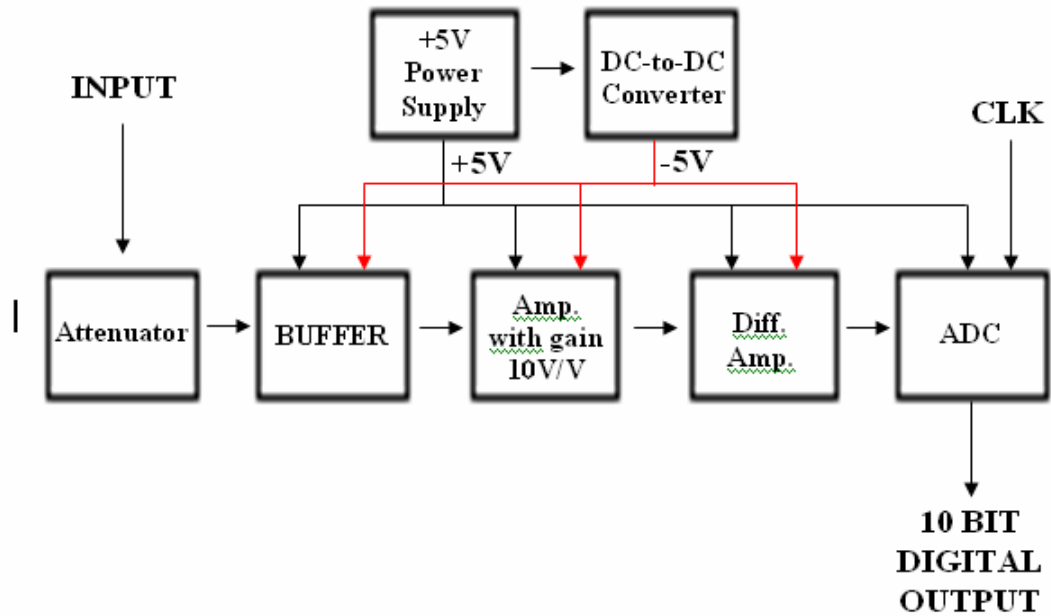 +5V
Power
Supply
DC-to-DC
Converter
INPUT
CLK
+5V
-5V
Attenuator
BUFFER
Amp.
with gain
10V/V
Diff.
Amp.
ADC
10 BIT
DIGITAL
OUTPUT